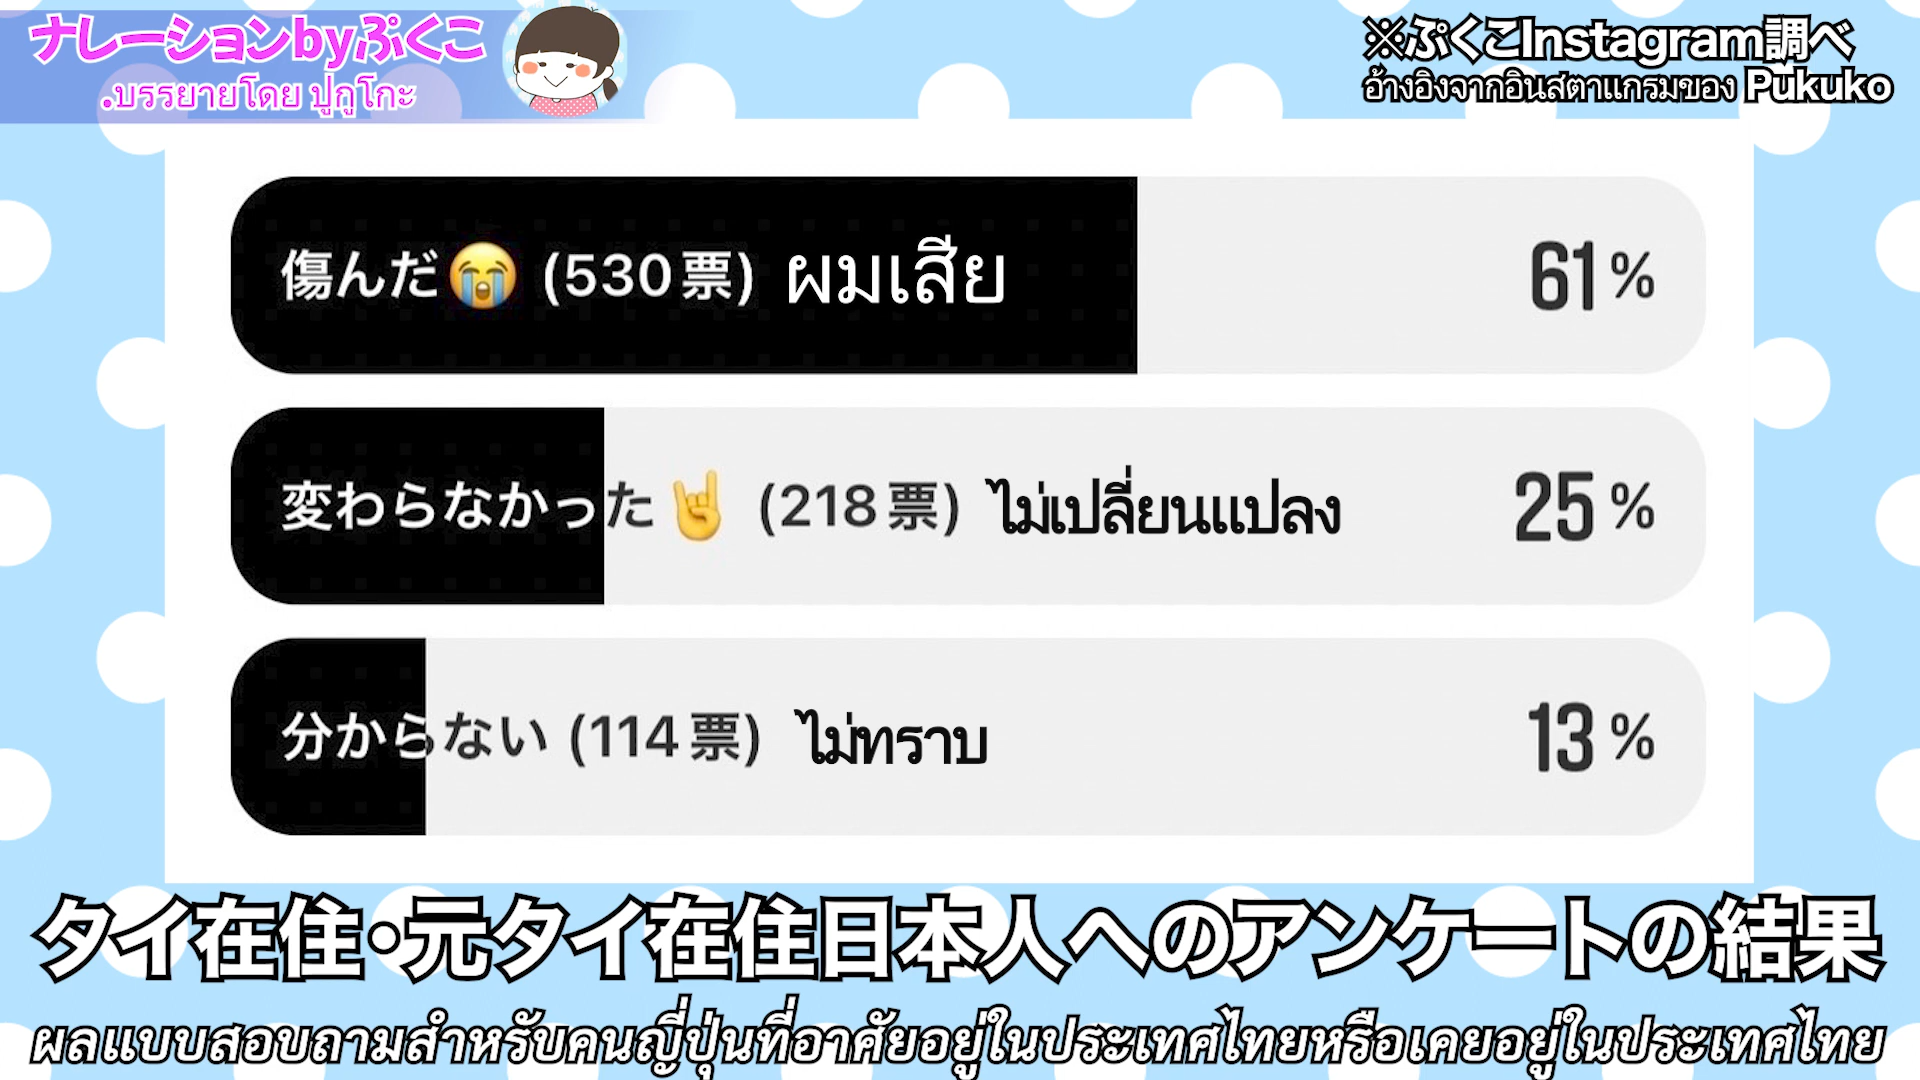 ナレーションbyぷくこ
.บรรยายโดย ปูกูโกะ
※ぷくこInstagram調べ
อ้างอิงจากอินสตาแกรมของ Pukuko
傷んだ😭 (530票) ผมเสีย 61%
変わらなかった🤘 (218票) ไม่เปลี่ยนแปลง 25%
分からない (114票) ไม่ทราบ 13%
タイ在住・元タイ在住日本人へのアンケートの結果
ผลแบบสอบถามสำหรับคนญี่ปุ่นที่อาศัยอยู่ในประเทศไทยหรือเคยอยู่ในประเทศไทย